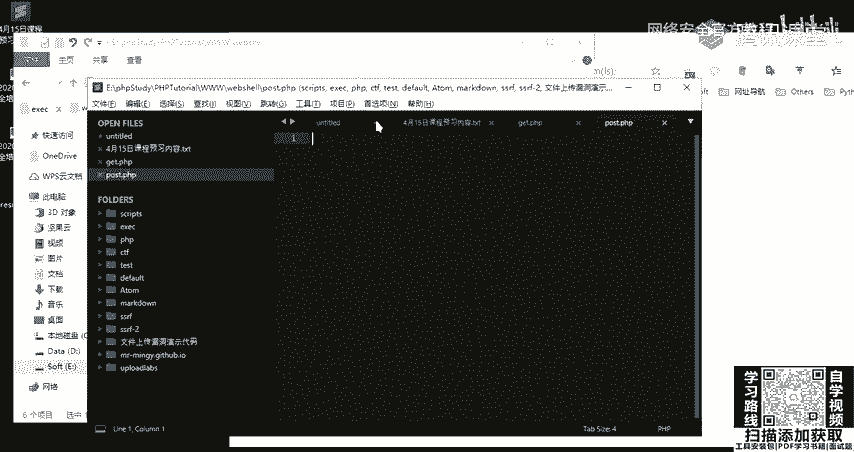 4月15日课程
网络安全官方教程
主页
共享
查看
exec
快速访问
OneDrive
WPS云文档
此电脑
3D 对象
坚果云
视频
图片
文档
下载
音乐
桌面
本地磁盘 (C
Data (D:)
Soft (E:)
网络
6 个项目
网址导航
Others
E:\phpStudy\PHPTutorial\WWW\webshell\post.php (scripts, exec, php, ctf, test, default, Atom, markdown, ssrf, ssrf-2, 文件上传漏洞演示...
文件(F) 编辑(E) 选择(S) 查找(I) 视图(V) 跳转(G) 工具(T) 项目(P) 首选项(N) 帮助(H)
OPEN FILES
untitled
4月15日课程预习内容.txt
get.php
post.php
FOLDERS
scripts
exec
php
ctf
test
default
Atom
markdown
ssrf
ssrf-2
文件上传漏洞演示代码
mr-mingy.github.io
uploadlabs
untitled
4月15日课程预习内容.txt
get.php
post.php
1
Line 1, Column 1
Tab Size: 4
PHP
学习路线
自学视频
扫描添加获取
工具安装包|PDF学习书籍|面试题